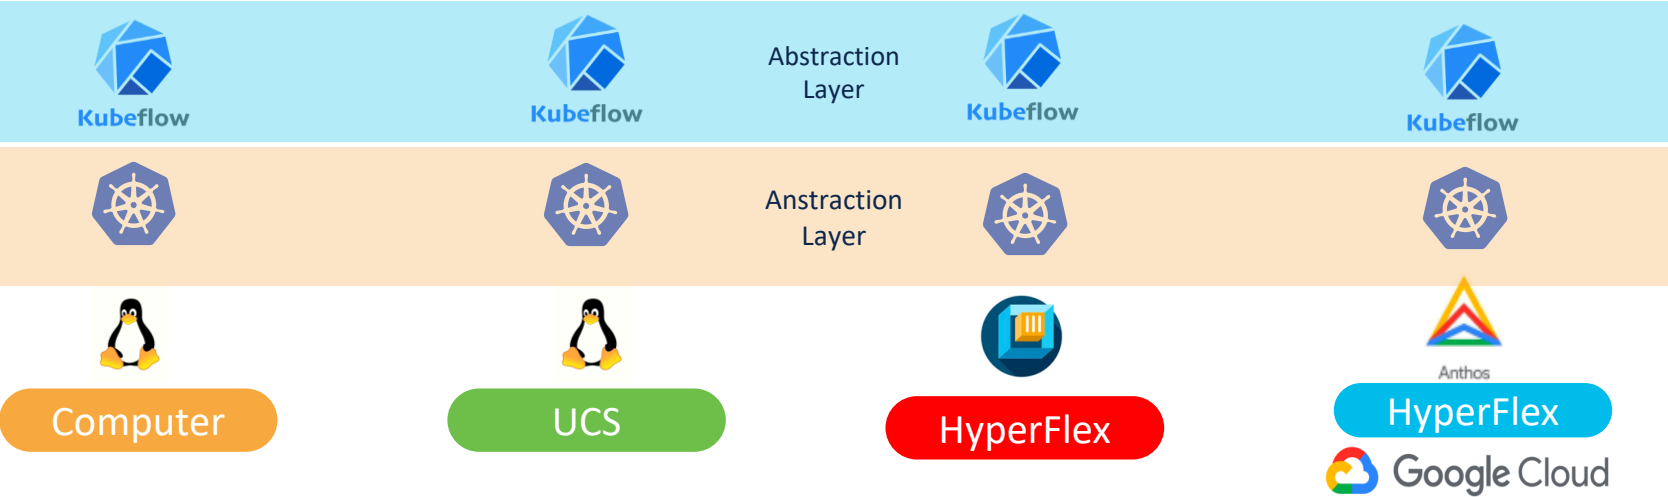 Kubeflow
Kubeflow
Abstraction
Layer
Kubeflow
Kubeflow
Anstraction
Layer
Anthos
Computer
UCS
HyperFlex
HyperFlex
Google Cloud